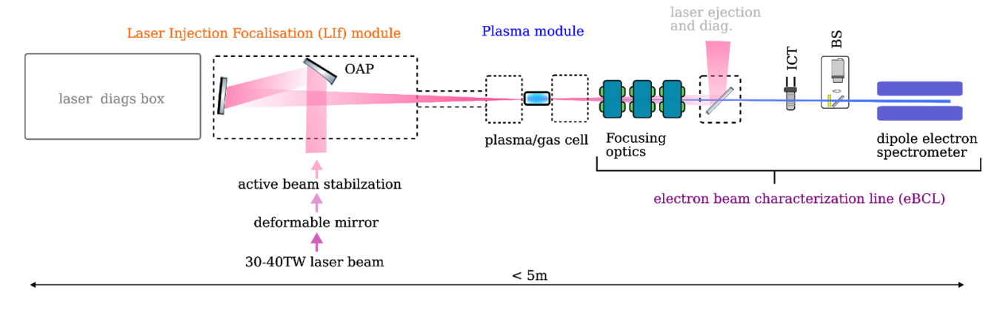 laser ejection
and diag.
Laser Injection Focalisation (LIf) module
Plasma module
ICT
BS
OAP
laser diags box
plasma/gas cell
Focusing
optics
dipole electron
spectrometer
active beam stabilzation
electron beam characterization line (eBCL)
deformable mirror
30-40TW laser beam
< 5m